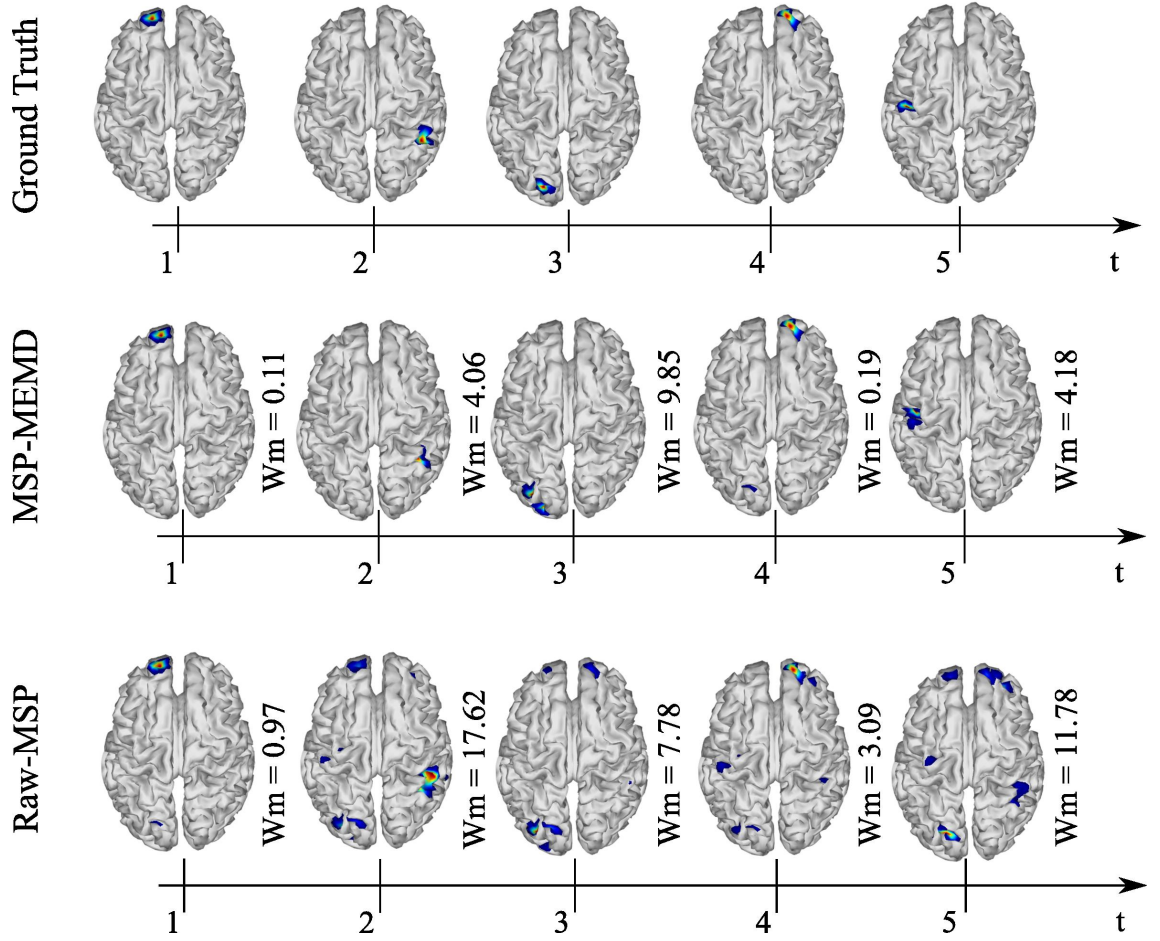 Ground Truth
1 2 3 4 5 t
MSP-MEMD
Wm = 0.11
Wm = 4.06
Wm = 9.85
Wm = 0.19
Wm = 4.18
1 2 3 4 5 t
Raw-MSP
Wm = 0.97
Wm = 17.62
Wm = 7.78
Wm = 3.09
Wm = 11.78
1 2 3 4 5 t